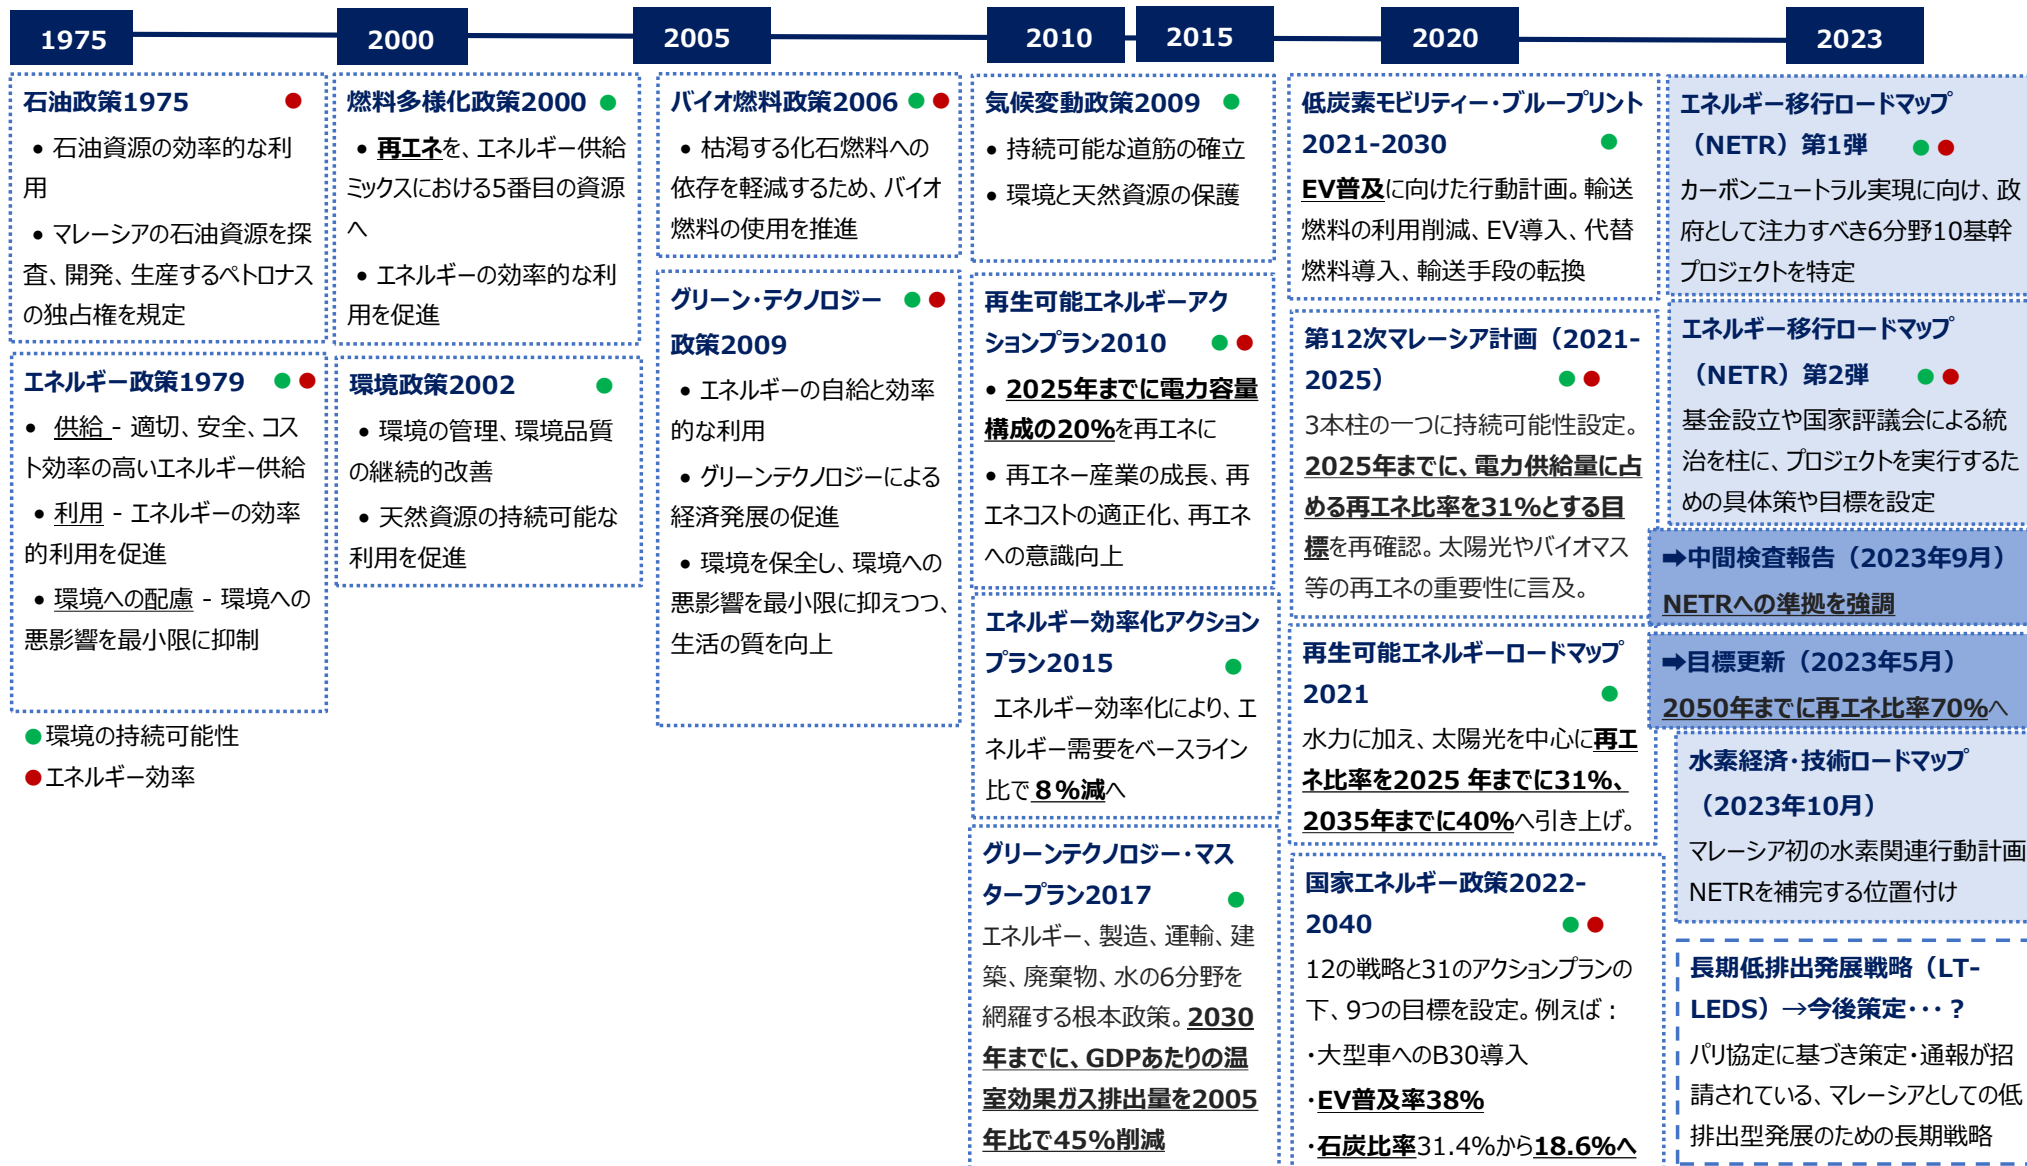 1975
2000
2005
2010
2015
2020
2023
石油政策1975
• 石油資源の効率的な利
用
• マレーシアの石油資源を探
査、開発、生産するペトロナス
の独占権を規定
エネルギー政策1979
• 供給 - 適切、安全、コス
ト効率の高いエネルギー供給
• 利用 - エネルギーの効率
的利用を促進
• 環境への配慮 - 環境への
悪影響を最小限に抑制
●環境の持続可能性
●エネルギー効率
燃料多様化政策2000
• 再エネを、エネルギー供給
ミックスにおける5番目の資源
へ
• エネルギーの効率的な利
用を促進
環境政策2002
• 環境の管理、環境品質
の継続的改善
• 天然資源の持続可能な
利用を促進
バイオ燃料政策2006
• 枯渇する化石燃料への
依存を軽減するため、バイオ
燃料の使用を推進
グリーン・テクノロジー
政策2009
• エネルギーの自給と効率
的な利用
• グリーンテクノロジーによる
経済発展の促進
• 環境を保全し、環境への
悪影響を最小限に抑えつつ、
生活の質を向上
気候変動政策2009
• 持続可能な道筋の確立
• 環境と天然資源の保護
再生可能エネルギーアク
ションプラン2010
• 2025年までに電力容量
構成の20%を再エネに
• 再エネー産業の成長、再
エネコストの適正化、再エネ
への意識向上
エネルギー効率化アクション
プラン2015
エネルギー効率化により、エ
ネルギー需要をベースライン
比で８%減へ
グリーンテクノロジー・マス
タープラン2017
エネルギー、製造、運輸、建
築、廃棄物、水の6分野を
網羅する根本政策。2030
年までに、GDPあたりの温
室効果ガス排出量を2005
年比で45%削減
低炭素モビリティー・ブループリント
2021-2030
EV普及に向けた行動計画。輸送
燃料の利用削減、EV導入、代替
燃料導入、輸送手段の転換
第12次マレーシア計画（2021-
2025）
3本柱の一つに持続可能性設定。
2025年までに、電力供給量に占
める再エネ比率を31%とする目
標を再確認。太陽光やバイオマス
等の再エネの重要性に言及。
再生可能エネルギーロードマップ
2021
水力に加え、太陽光を中心に再エ
ネ比率を2025 年までに31%、
2035年までに40%へ引き上げ。
国家エネルギー政策2022-
2040
12の戦略と31のアクションプランの
下、9つの目標を設定。例えば：
・大型車へのB30導入
・EV普及率38%
・石炭比率31.4%から18.6%へ
エネルギー移行ロードマップ
（NETR）第1弾
カーボンニュートラル実現に向け、政
府として注力すべき6分野10基幹
プロジェクトを特定
エネルギー移行ロードマップ
（NETR）第2弾
基金設立や国家評議会による統
治を柱に、プロジェクトを実行するた
めの具体策や目標を設定
➡中間検査報告（2023年9月）
NETRへの準拠を強調
➡目標更新（2023年5月）
2050年までに再エネ比率70%へ
水素経済・技術ロードマップ
（2023年10月）
マレーシア初の水素関連行動計画
NETRを補完する位置付け
長期低排出発展戦略（LT-
LEDS）→今後策定・・・？
パリ協定に基づき策定・通報が招
請されている、マレーシアとしての低
排出型発展のための長期戦略